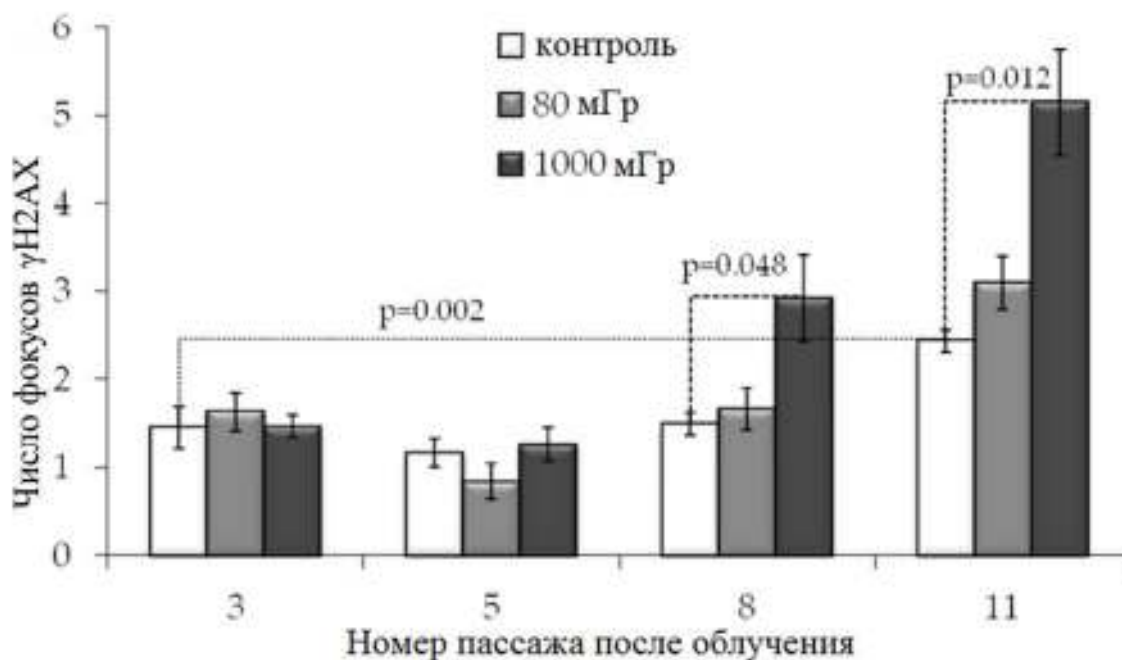 6
5
4
3
2
1
0
Число фокусов γH2AX
контроль
80 мГр
1000 мГр
p=0.002
p=0.048
p=0.012
3 5 8 11
Номер пассажа после облучения